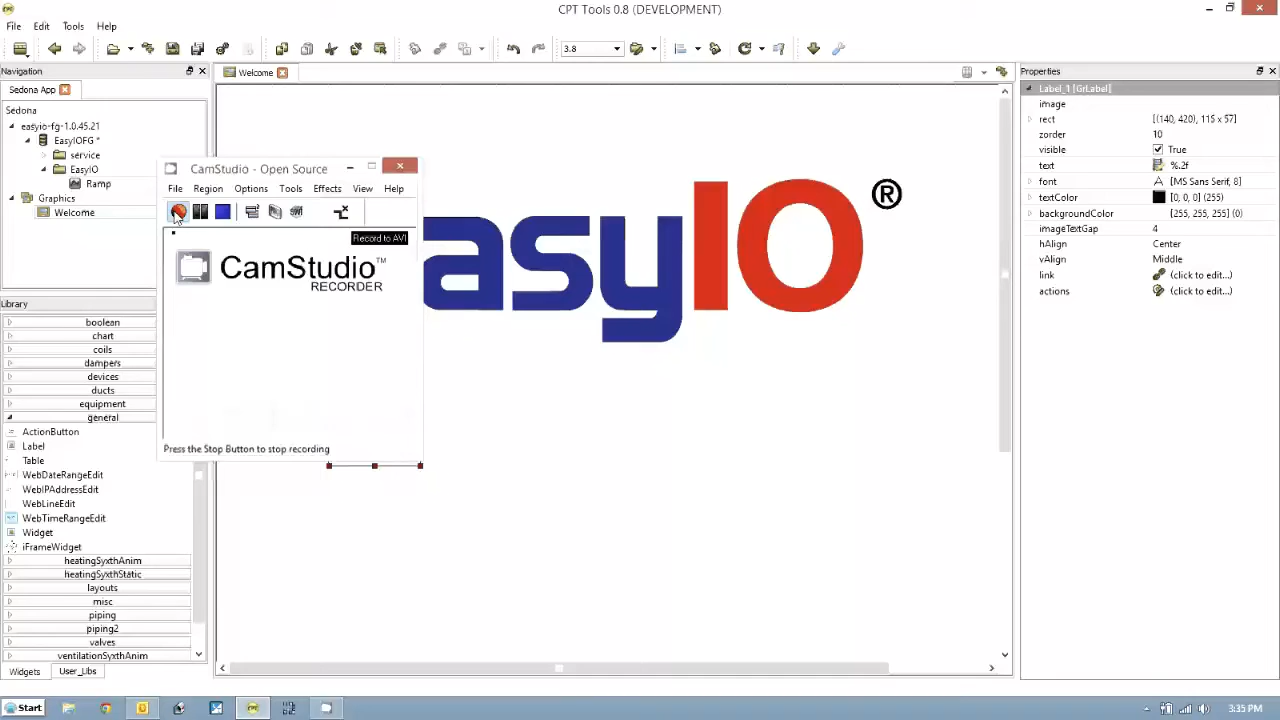 CPT Tools 0.8 (DEVELOPMENT)
File Edit Tools Help
3.8
Navigation
Sedona App
Sedona
easyio-fg-1.0.45.21
EasyIOFG *
service
EasyIO
Ramp
Graphics
Welcome
Library
boolean
chart
coils
dampers
devices
ducts
equipment
general
ActionButton
Label
Table
WebDateRangeEdit
WebIPAddressEdit
WebLineEdit
WebTimeRangeEdit
Widget
iFrameWidget
heatingSyxthAnim
heatingSyxthStatic
layouts
misc
piping
piping2
valves
ventilationSyxthAnim
Widgets User_Libs
Welcome
CamStudio - Open Source
File Region Options Tools Effects View Help
Record to AVI
CamStudio™
RECORDER
Press the Stop Button to stop recording
asyIO®
Properties
Label_1 [GrLabel]
image
rect [(140, 420), 115 x 57]
zorder 10
visible True
text %.2f
font [MS Sans Serif, 8]
textColor [0, 0, 0] (255)
backgroundColor [255, 255, 255] (0)
imageTextGap 4
hAlign Center
vAlign Middle
link (click to edit...)
actions (click to edit...)
Start
3:35 PM